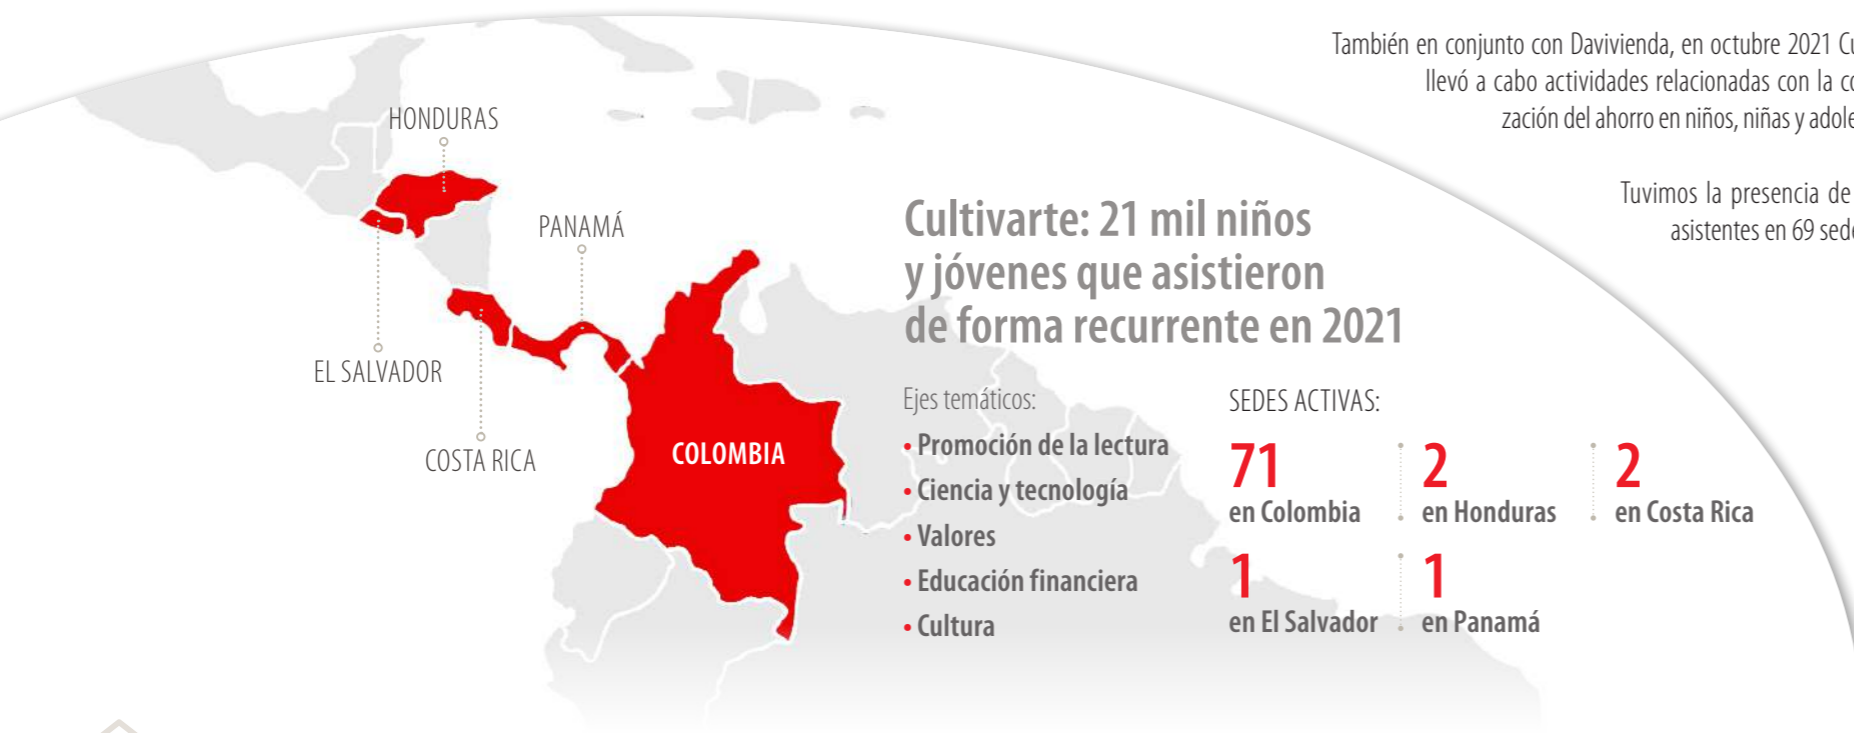 También en conjunto con Davivienda, en octubre 2021
llevó a cabo actividades relacionadas con la
zación del ahorro en niños, niñas y
Tuvimos la presencia de
asistentes en 69
HONDURAS
PANAMÁ
EL SALVADOR
COSTA RICA
COLOMBIA
Cultivarte: 21 mil niños
y jóvenes que asistieron
de forma recurrente en 2021
Ejes temáticos:
• Promoción de la lectura
• Ciencia y tecnología
• Valores
• Educación financiera
• Cultura
SEDES ACTIVAS:
71
en Colombia
2
en Honduras
2
en Costa Rica
1
en El Salvador
1
en Panamá